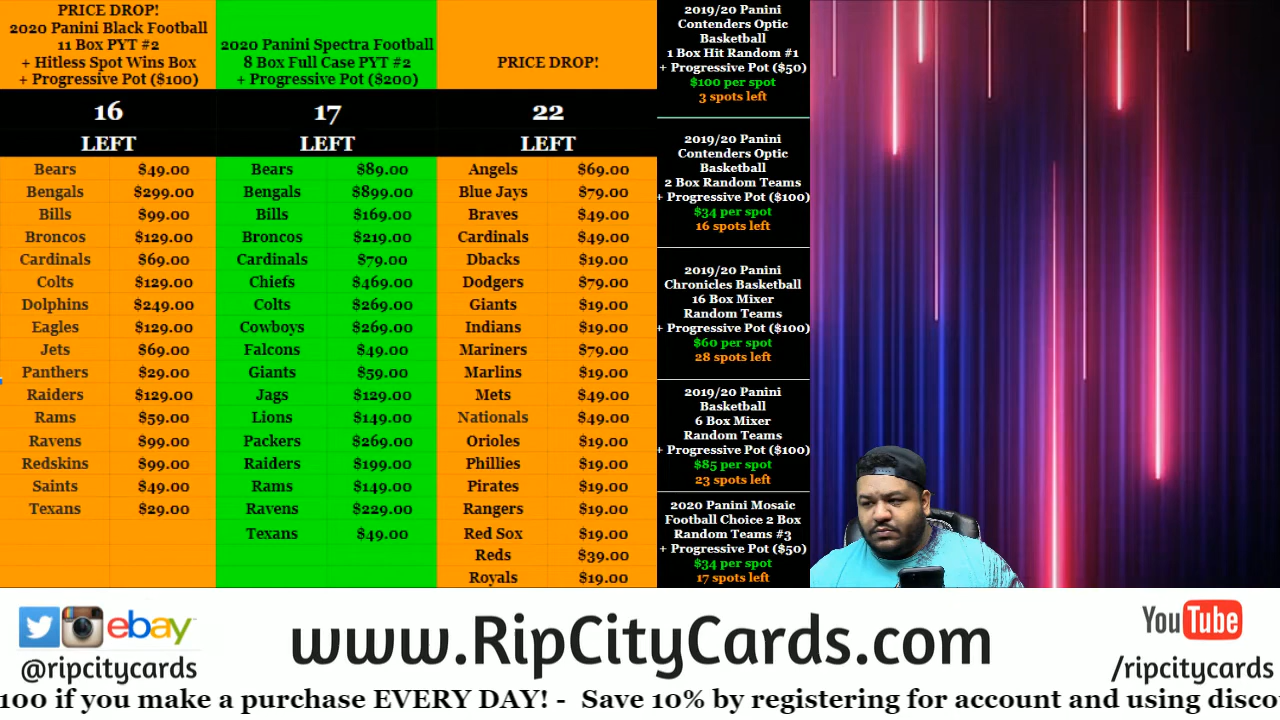 PRICE DROP!
2020 Panini Black Football
11 Box PYT #2
+ Hitless Spot Wins Box
+ Progressive Pot ($100)
16
LEFT
Bears $49.00
Bengals $299.00
Bills $99.00
Broncos $129.00
Cardinals $69.00
Colts $129.00
Dolphins $249.00
Eagles $129.00
Jets $69.00
Panthers $29.00
Raiders $129.00
Rams $59.00
Ravens $99.00
Redskins $99.00
Saints $49.00
Texans $29.00
2020 Panini Spectra Football
8 Box Full Case PYT #2
+ Progressive Pot ($200)
17
LEFT
Bears $89.00
Bengals $899.00
Bills $169.00
Broncos $219.00
Cardinals $79.00
Chiefs $469.00
Colts $269.00
Cowboys $269.00
Falcons $49.00
Giants $59.00
Jags $129.00
Lions $149.00
Packers $269.00
Raiders $199.00
Rams $149.00
Ravens $229.00
Texans $49.00
PRICE DROP!
22
LEFT
Angels $69.00
Blue Jays $79.00
Braves $49.00
Cardinals $49.00
Dbacks $19.00
Dodgers $79.00
Giants $19.00
Indians $19.00
Mariners $79.00
Marlins $19.00
Mets $49.00
Nationals $49.00
Orioles $19.00
Phillies $19.00
Pirates $19.00
Rangers $19.00
Red Sox $19.00
Reds $39.00
Royals $19.00
2019/20 Panini
Contenders Optic
Basketball
1 Box Hit Random #1
+ Progressive Pot ($50)
$100 per spot
3 spots left
2019/20 Panini
Contenders Optic
Basketball
2 Box Random Teams
+ Progressive Pot ($100)
$34 per spot
16 spots left
2019/20 Panini
Chronicles Basketball
16 Box Mixer
Random Teams
+ Progressive Pot ($100)
$60 per spot
28 spots left
2019/20 Panini
Basketball
6 Box Mixer
Random Teams
+ Progressive Pot ($100)
$85 per spot
23 spots left
2020 Panini Mosaic
Football Choice 2 Box
Random Teams #3
+ Progressive Pot ($50)
$34 per spot
17 spots left
ebay
@ripcitycards
www.RipCityCards.com
YouTube
/ripcitycards
100 if you make a purchase EVERY DAY! - Save 10% by registering for account and using disco